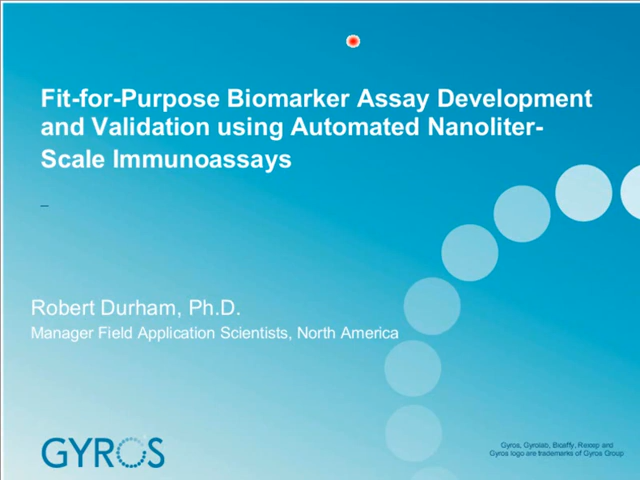 Fit-for-Purpose Biomarker Assay Development
and Validation using Automated Nanoliter-
Scale Immunoassays
–
Robert Durham, Ph.D.
Manager Field Application Scientists, North America
GYROS
Gyros, Gyrolab, Bioaffy, Rexxip and
Gyros logo are trademarks of Gyros Group